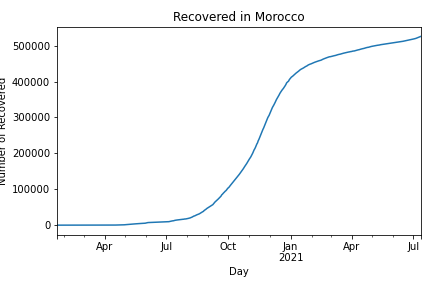 Recovered in Morocco
Number of Recovered
500000
400000
300000
200000
100000
0
Apr Jul Oct Jan Apr Jul
2021
Day